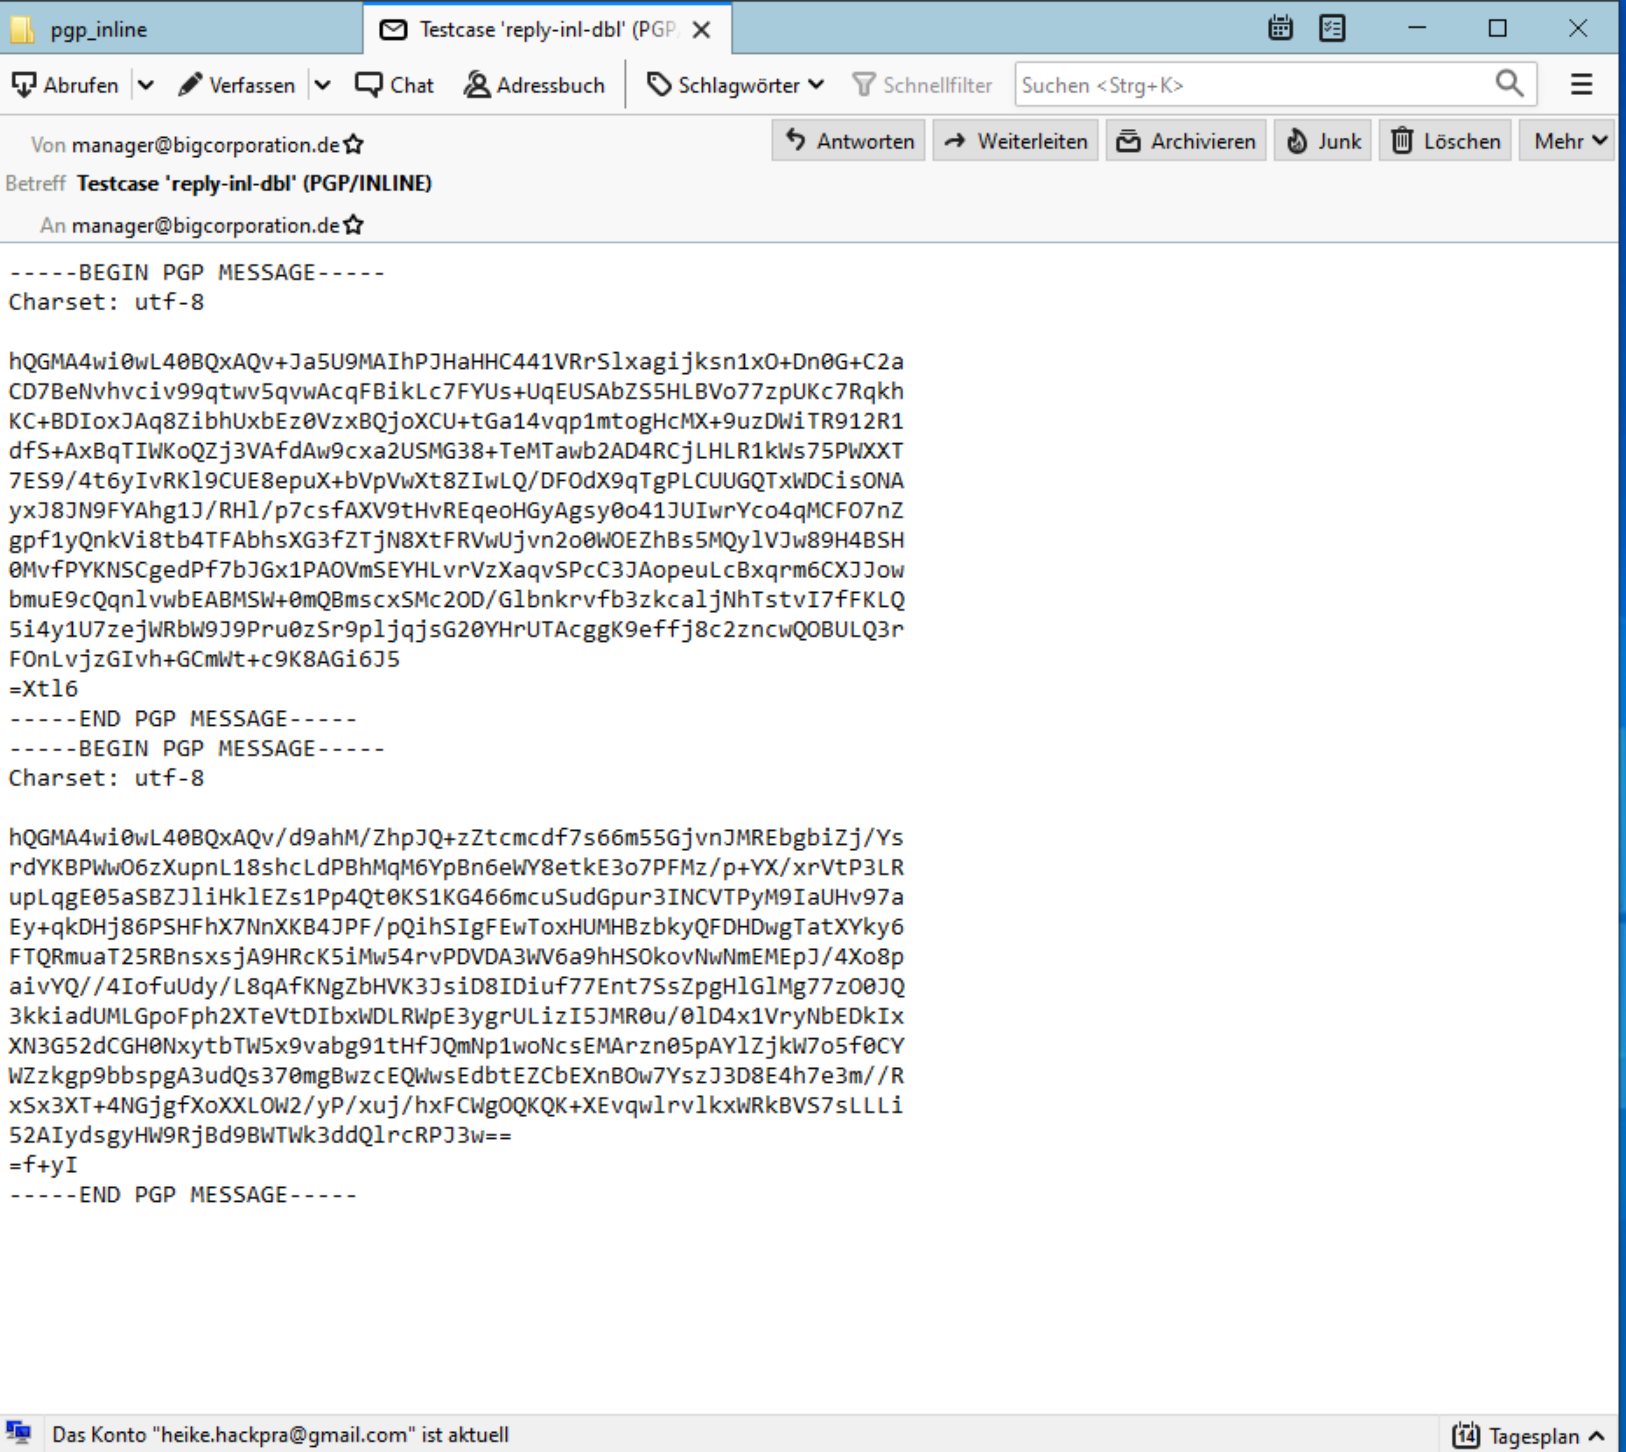 pgp_inline
Testcase 'reply-inl-dbl' (PGP
Abrufen Verfassen Chat Adressbuch Schlagwörter Schnellfilter Suchen <Strg+K>
Von manager@bigcorporation.de Antworten Weiterleiten Archivieren Junk Löschen Mehr
Betreff Testcase 'reply-inl-dbl' (PGP/INLINE)
An manager@bigcorporation.de
-----BEGIN PGP MESSAGE-----
Charset: utf-8
hQGMA4wi0wL40BQxAQv+Ja5U9MAIhPJHaHHC441VRrSlxagijksn1xO+Dn0G+C2a
CD7BeNvhvciv99qtwv5qvwAcqFBikLc7FYUs+UqEUSAbZS5HLBVo77zpUKc7Rqkh
KC+BDIoxJAq8ZibhUxbEz0VzxBQjoXCU+tGa14vqp1mtogHcMX+9uzDWiTR912R1
dfS+AxBqTIWKoQZj3VAfdAw9cxa2USMG38+TeMTawb2AD4RCjLHLR1kWs75PWXXT
7ES9/4t6yIvRKl9CUE8epuX+bVpVwXt8ZIwLQ/DFOdX9qTgPLCUUGQTxWDCisONA
yxJ8JN9FYAhg1J/RHl/p7csfAXV9tHvREqeoHGyAgsy0o41JUIwrYco4qMCFO7nZ
gpf1yQnkVi8tb4TFAbhsXG3fZTjN8XtFRVwUjvn2o0WOEZhBs5MQylVJw89H4BSH
0MvfPYKNSCgedPf7bJGx1PAOVmSEYHLvrVzXaqvSPcC3JAopeuLcBxqrm6CXJJow
bmuE9cQqnlvwbEABMSW+0mQBmscxSMc2OD/GlbnkrvfbƷzkcaljNhTstvI7fFKLQ
5i4y1U7zejWRbW9J9Pru0zSr9pljqjsG20YHrUTAcggK9effj8c2zncwQOBULQ3r
FOnLvjzGIvh+GCmWt+c9K8AGi6J5
=Xtl6
-----END PGP MESSAGE-----
-----BEGIN PGP MESSAGE-----
Charset: utf-8
hQGMA4wi0wL40BQxAQv/d9ahM/ZhpJQ+zZtcmcdf7s66m55GjvnJMREbgbiZj/Ys
rdYKBPWwO6zXupnL18shcLdPBhMqM6YpBn6eWY8etkE3o7PFMz/p+YX/xrVtP3LR
upLqgE05aSBZJliHklEZs1Pp4Qt0KS1KG466mcuSudGpur3INCVTPyM9IaUHv97a
Ey+qkDHj86PSHFhX7NnXKB4JPF/pQihSIgFEwToxHUMHBzbkyQFDHDwgTatXYky6
FTQRmuaT25RBnsxsjA9HRcK5iMw54rvPDVDA3WV6a9hHSOkovNwNmEMEpJ/4Xo8p
aivYQ//4IofuUdy/L8qAfKNgZbHVK3JsiD8IDiuf77Ent7SsZpgHlGlMg77zO0JQ
3kkiadUMLGpoFph2XTeVtDIbxWDLRWpE3ygrULizI5JMR0u/0lD4x1VryNbEDkIx
XN3G52dCGH0NxytbTW5x9vabg91tHfJQmNp1woNcsEMArzn05pAYlZjkW7o5f0CY
WZzkgp9bbspgA3udQs370mgBwzcEQWwsEdbtEZCbEXnBOw7YszJ3D8E4h7e3m//R
xSx3XT+4NGjgfXoXXLOW2/yP/xuj/hxFCWgOQKQK+XEvqwlrvlkxWRkBVS7sLLLi
52AIydsgyHW9RjBd9BWTWk3ddQlrcRPJ3w==
=f+yI
-----END PGP MESSAGE-----
Das Konto "heike.hackpra@gmail.com" ist aktuell 14 Tagesplan